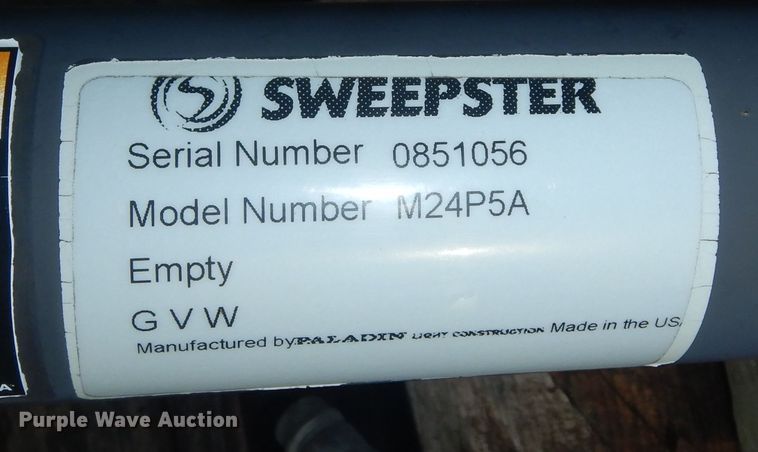 SWEEPSTER
Serial Number 0851056
Model Number M24P5A
Empty
G V W
Manufactured by PALADIN LIGHT CONSTRUCTION Made in the USA
Purple Wave Auction